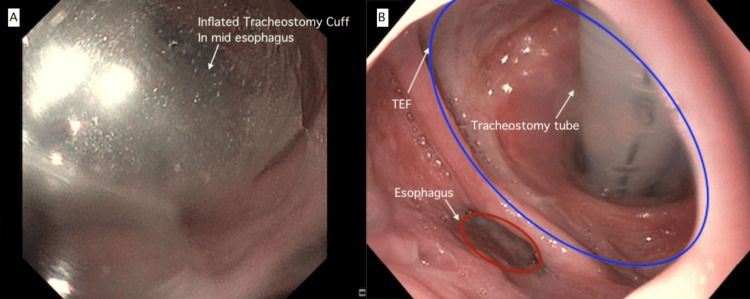 A
Inflated Tracheostomy Cuff
In mid esophagus
B
TEF
Tracheostomy tube
Esophagus